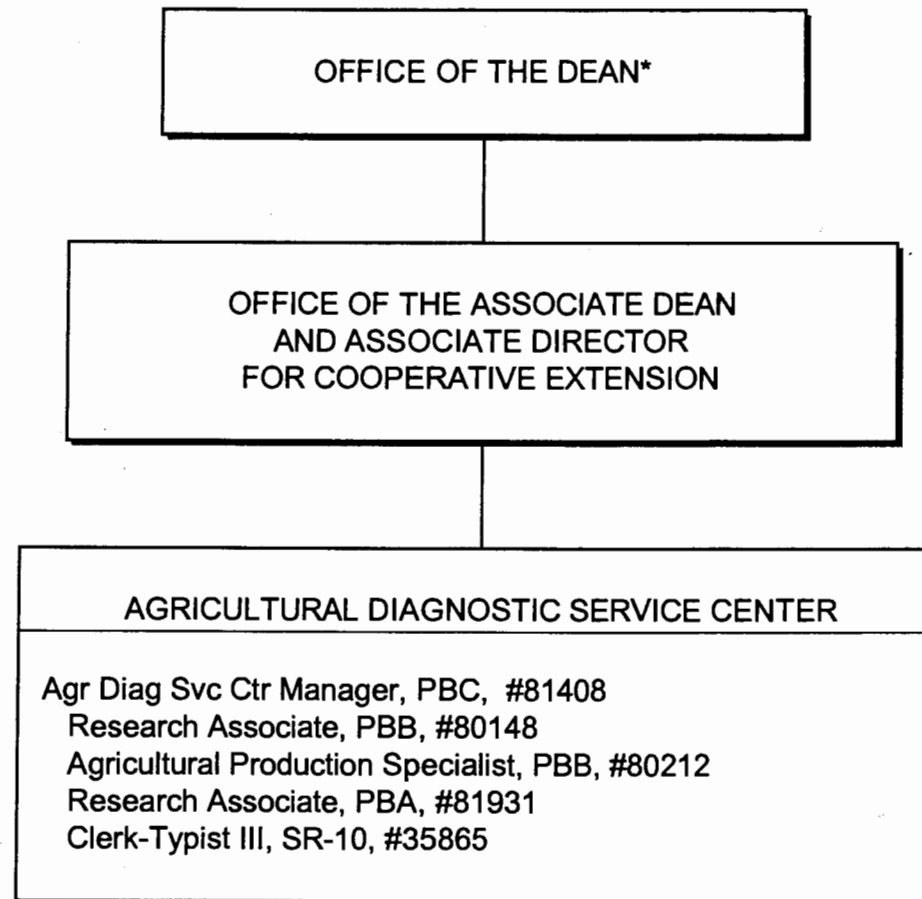 OFFICE OF THE DEAN*
OFFICE OF THE ASSOCIATE DEAN
AND ASSOCIATE DIRECTOR
FOR COOPERATIVE EXTENSION
AGRICULTURAL DIAGNOSTIC SERVICE CENTER
Agr Diag Svc Ctr Manager, PBC, #81408
Research Associate, PBB, #80148
Agricultural Production Specialist, PBB, #80212
Research Associate, PBA, #81931
Clerk-Typist III, SR-10, #35865